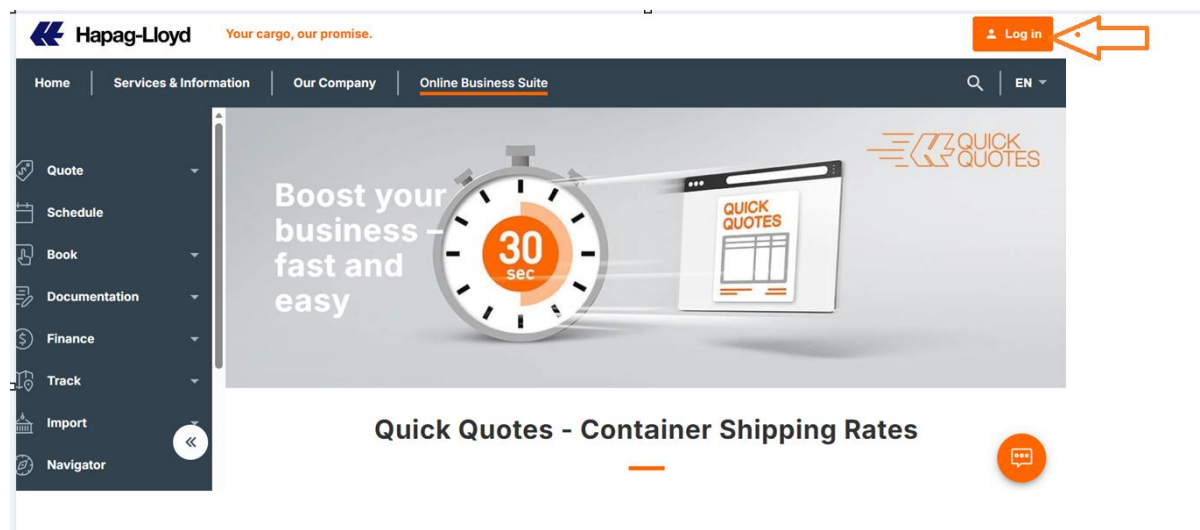 Hapag-Lloyd
Your cargo, our promise.
Log in
Home
Services & Information
Our Company
Online Business Suite
EN
Quote
Schedule
Book
Documentation
Finance
Track
Import
Navigator
Boost your
business –
fast and
easy
30
sec
QUICK
QUOTES
QUICK
QUOTES
Quick Quotes - Container Shipping Rates